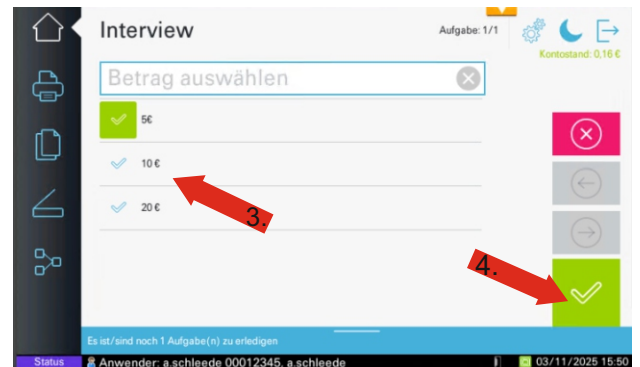 Interview
Aufgabe: 1/1
Kontostand: 0,16 €
Betrag auswählen
5€
10 €
3.
20 €
4.
Es ist/sind noch 1 Aufgabe(n) zu erledigen
Status
Anwender: a.schleede 00012345, a.schleede
03/11/2025 15:50